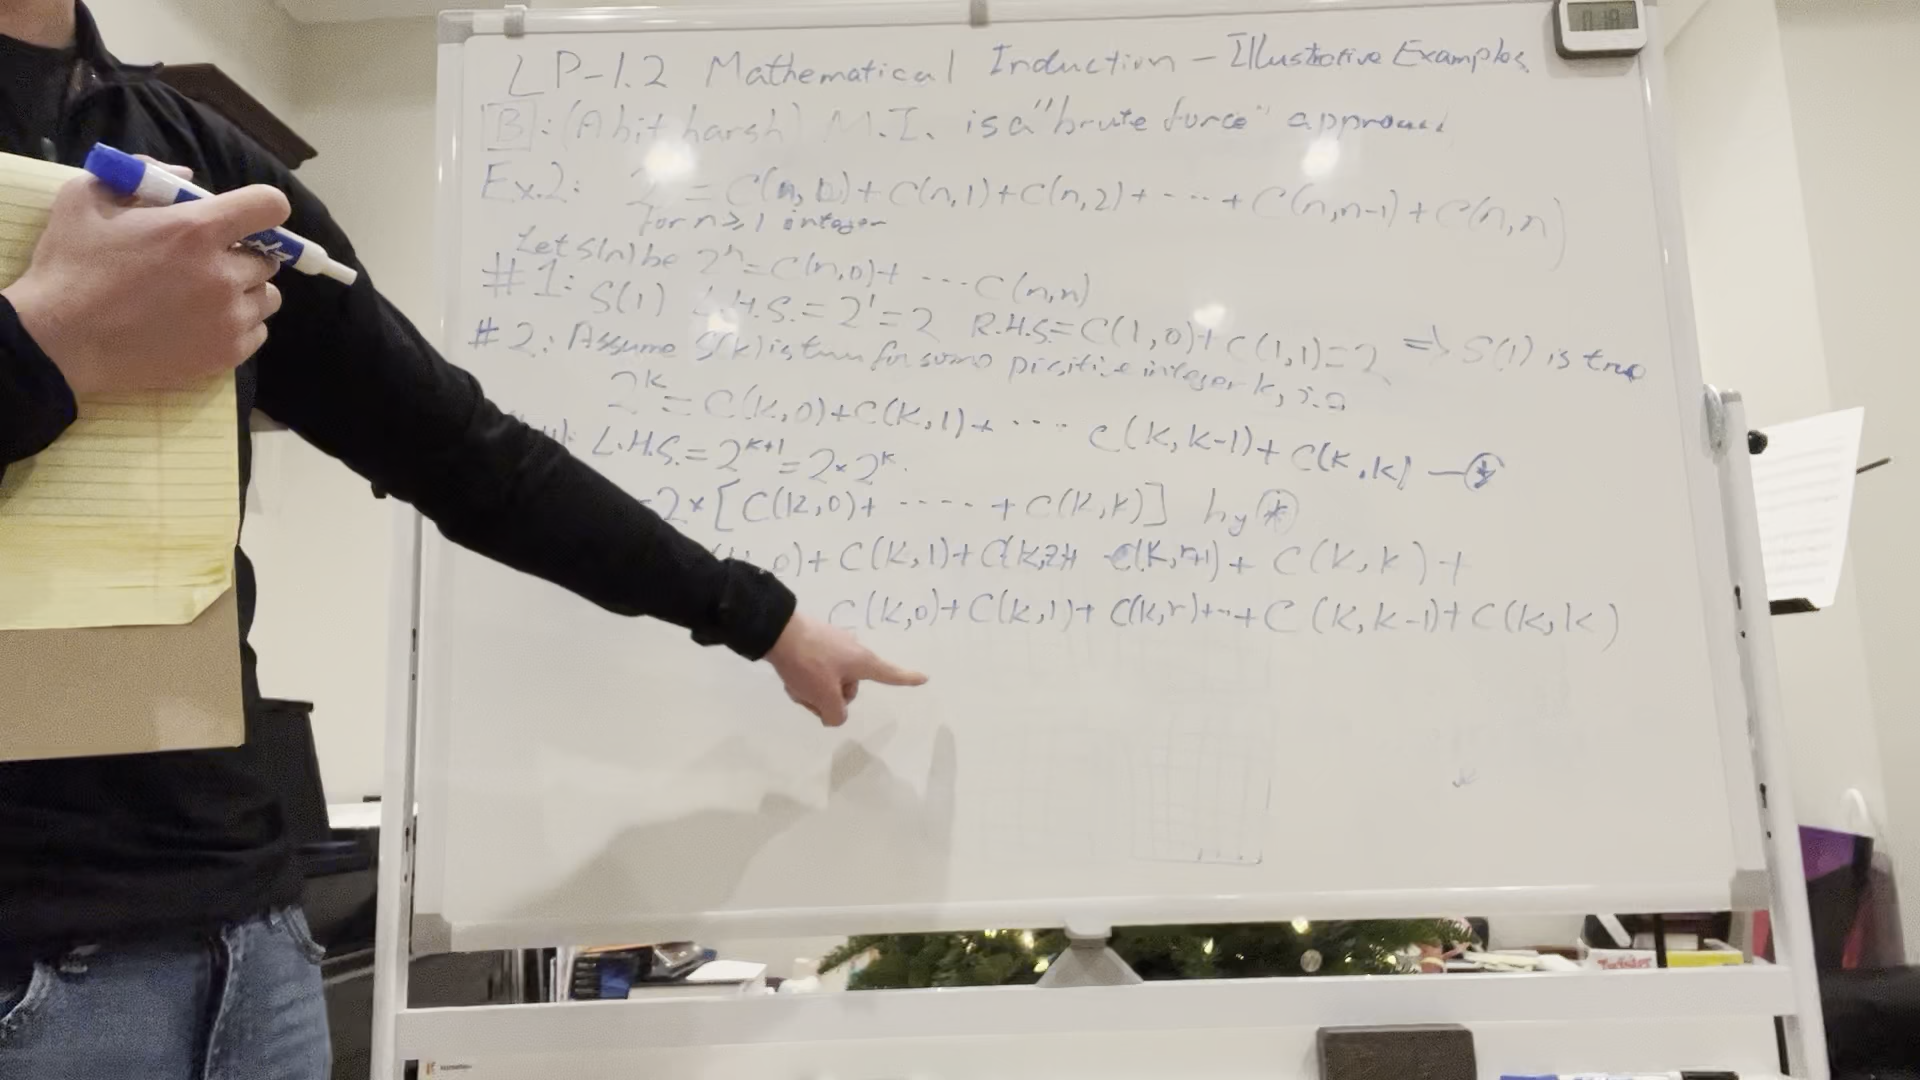 LP-1.2 Mathematical Induction - Illustrative Examples
B: (A bit harsh) M.I. is a "brute force" approach
Ex.2: 2ⁿ = C(n,0)+C(n,1)+C(n,2)+ ... + C(n,n-1)+C(n,n)
for n≥1 integer
Let S(n) be 2ⁿ=C(n,0)+ ... C(n,n)
#1: S(1) L.H.S.=2¹=2 R.H.S=C(1,0)+C(1,1)=2 => S(1) is true
#2: Assume S(k) is true for some positive integer k, i.e
2ᵏ=C(k,0)+C(k,1)+ .... C(k,k-1)+C(k,k) —⊛
L.H.S.=2ᵏ⁺¹=2×2ᵏ.
=2×[C(k,0)+ ----- +C(k,k)] by ⊛
0)+C(k,1)+C(k,2)+ C(k,r+1)+C(k,k)+
C(k,0)+C(k,1)+C(k,r)+..+C(k,k-1)+C(k,k)